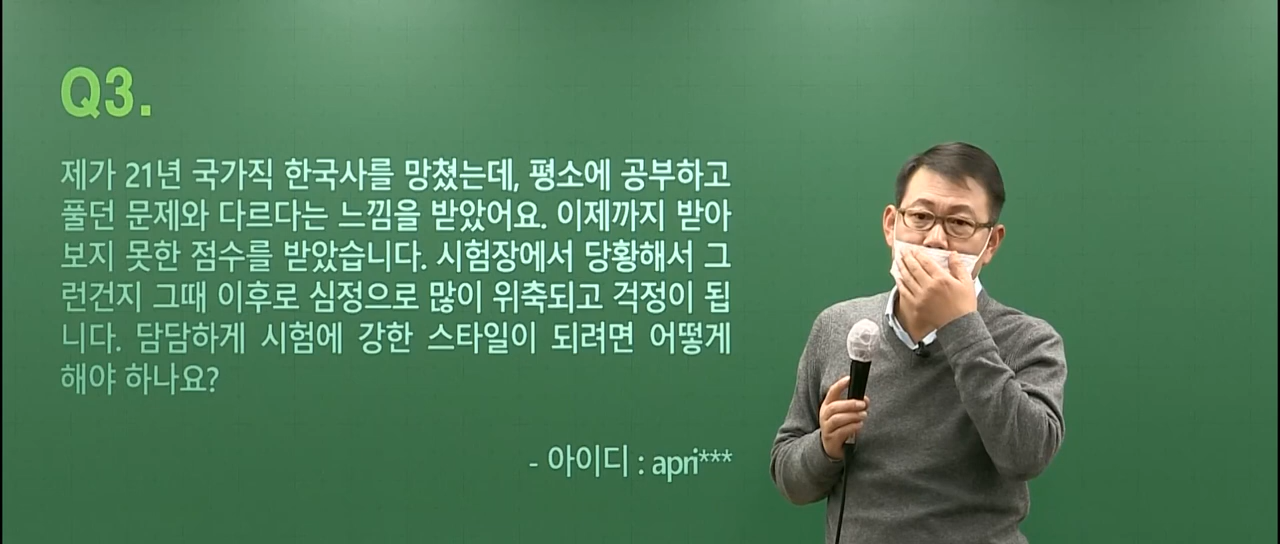 Q3.
제가 21년 국가직 한국사를 망쳤는데, 평소에 공부하고
풀던 문제와 다르다는 느낌을 받았어요. 이제까지 받아
보지 못한 점수를 받았습니다. 시험장에서 당황해서 그
런건지 그때 이후로 심정으로 많이 위축되고 걱정이 됩
니다. 담담하게 시험에 강한 스타일이 되려면 어떻게
해야 하나요?
- 아이디 : apri***